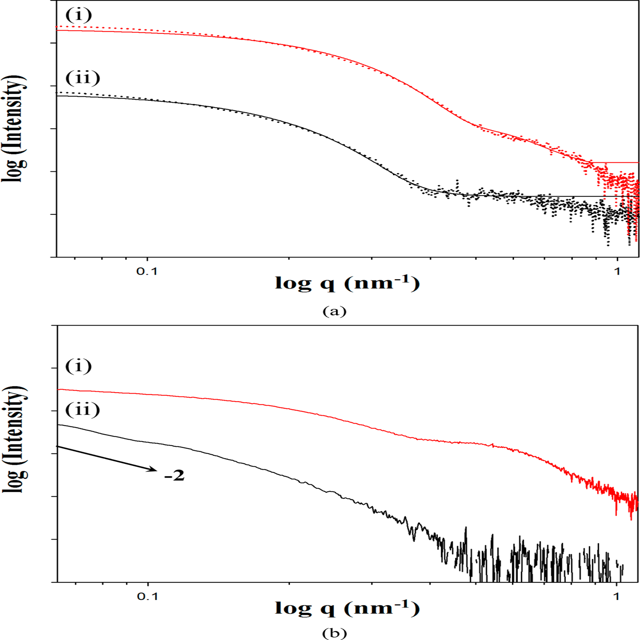 (i)
(ii)
log (Intensity)
0.1
1
log q (nm⁻¹)
(a)
(i)
(ii)
-2
log (Intensity)
0.1
1
log q (nm⁻¹)
(b)